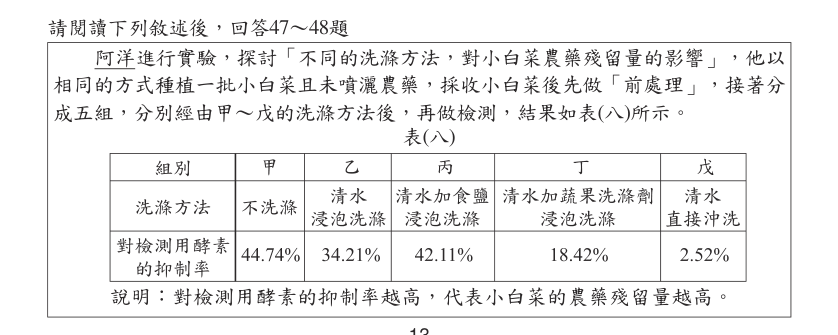 請閱讀下列敘述後，回答47～48題
阿洋進行實驗，探討「不同的洗滌方法，對小白菜農藥殘留量的影響」，他以
相同的方式種植一批小白菜且未噴灑農藥，採收小白菜後先做「前處理」，接著分
成五組，分別經由甲～戊的洗滌方法後，再做檢測，結果如表(八)所示。
表(八)
組別 甲 乙 丙 丁 戊
洗滌方法 不洗滌 清水浸泡洗滌 清水加食鹽浸泡洗滌 清水加蔬果洗滌劑浸泡洗滌 清水直接沖洗
對檢測用酵素的抑制率 44.74% 34.21% 42.11% 18.42% 2.52%
說明：對檢測用酵素的抑制率越高，代表小白菜的農藥殘留量越高。